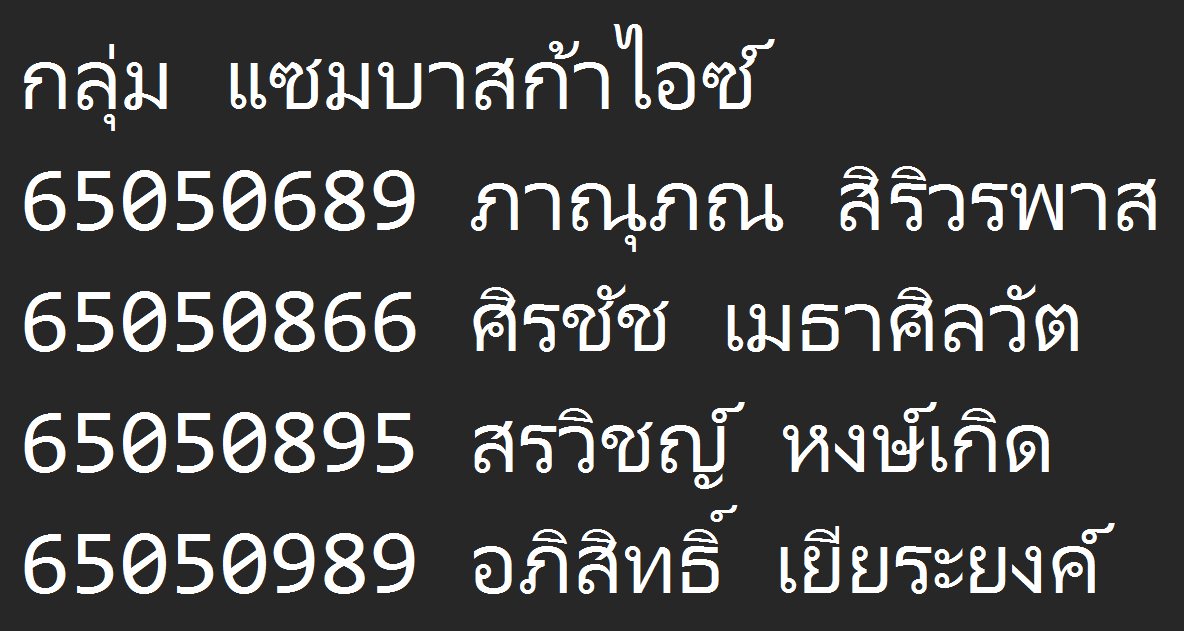 กลุ่ม แซมบาสก้าไอซ์
65050689 ภาณุภณ สิริวรพาส
65050866 ศิรชัช เมธาศิลวัต
65050895 สรวิชญ์ หงษ์เกิด
65050989 อภิสิทธิ์ เยียระยงค์